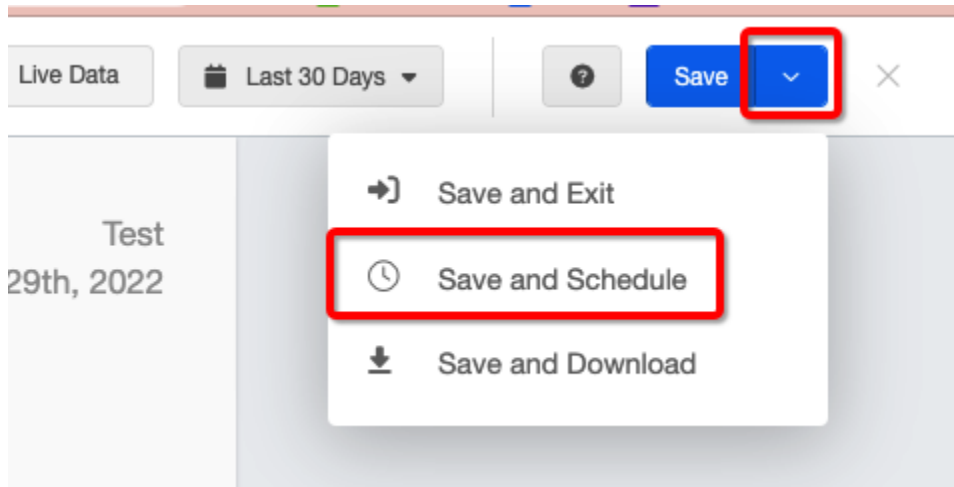 Live Data
Last 30 Days
Save
Save and Exit
Test
Save and Schedule
29th, 2022
Save and Download